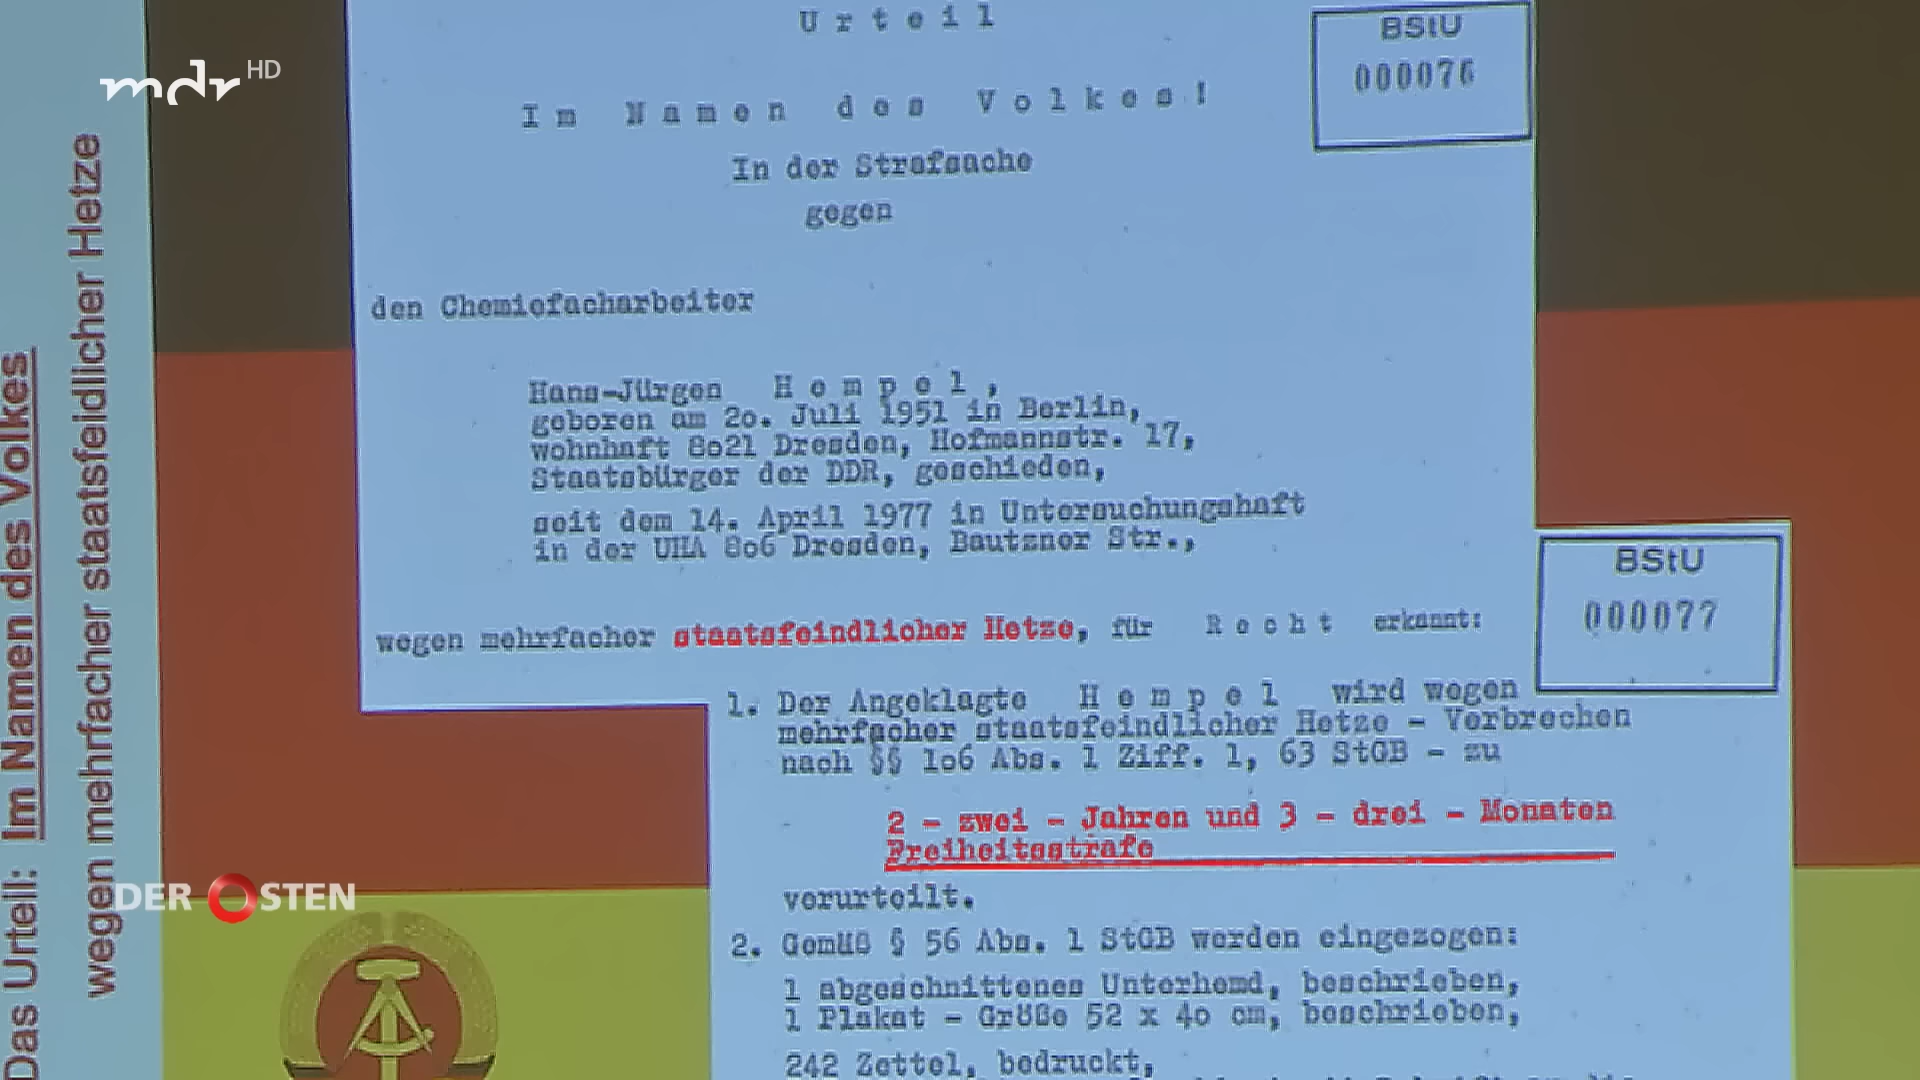 mdr HD
Das Urteil: Im Namen des Volkes
wegen mehrfacher staatsfeidlicher Hetze
Urteil
BStU
000076
Im Namen des Volkes!
In der Strafsache
gegen
den Chemiefacharbeiter
Hans-Jürgen Hempel,
geboren am 2o. Juli 1951 in Berlin,
wohnhaft 8o21 Dresden, Hofmannstr. 17,
Staatsbürger der DDR, geschieden,
seit dem 14. April 1977 in Untersuchungshaft
in der UHA 8o6 Dresden, Bautzner Str.,
wegen mehrfacher staatsfeindlicher Hetze, für Recht erkannt:
BStU
000077
1. Der Angeklagte Hempel wird wegen
mehrfacher staatsfeindlicher Hetze - Verbrechen
nach §§ 1o6 Abs. 1 Ziff. 1, 63 StGB - zu
2 - zwei - Jahren und 3 - drei - Monaten
Freiheitsstrafe
verurteilt.
2. Gemäß § 56 Abs. 1 StGB werden eingezogen:
1 abgeschnittenes Unterhemd, beschrieben,
1 Plakat - Größe 52 x 4o cm, beschrieben,
242 Zettel, bedruckt,
DER OSTEN